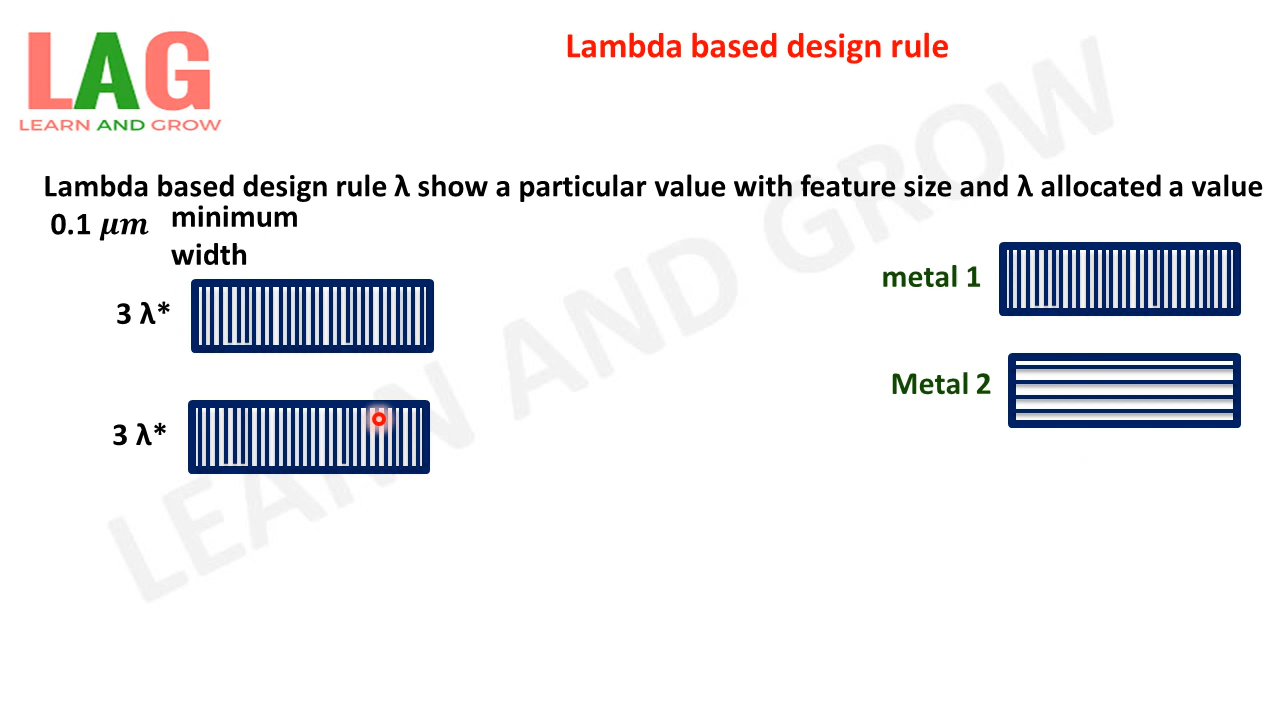 LAG
LEARN AND GROW
Lambda based design rule
Lambda based design rule λ show a particular value with feature size and λ allocated a value
0.1 𝝁𝒎 minimum
width
metal 1
3 λ*
Metal 2
3 λ*
LEAN AND GROW